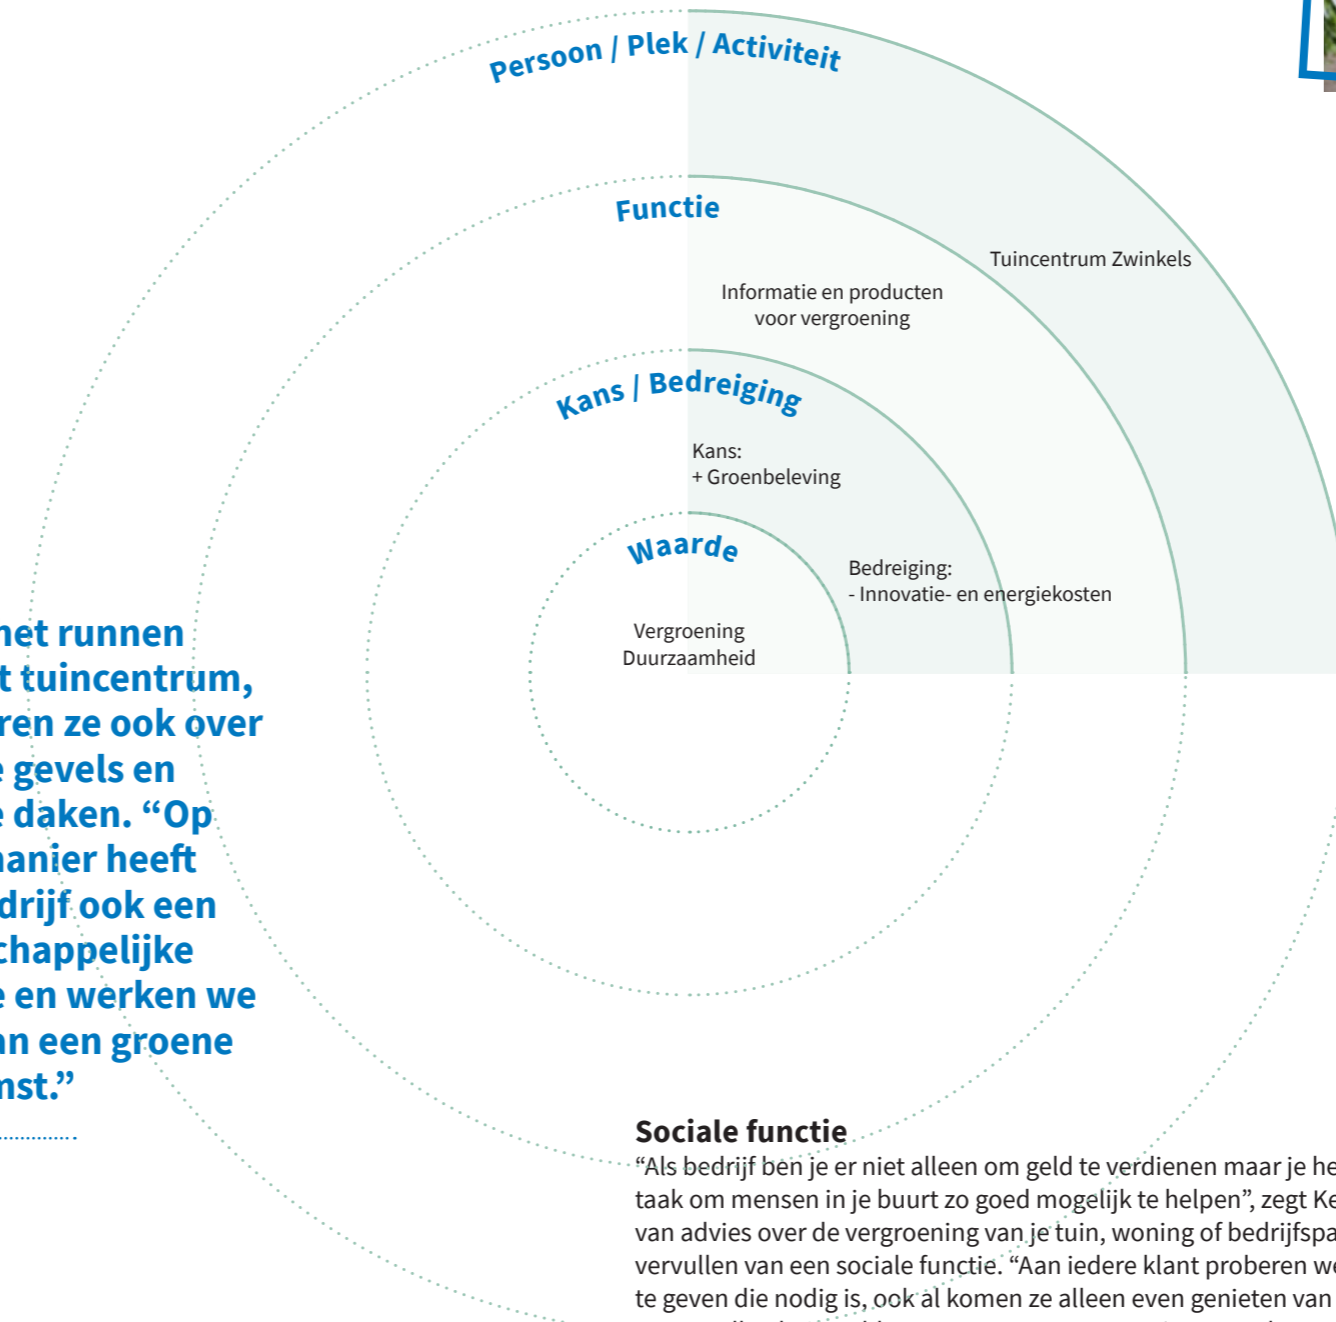 Persoon / Plek / Activiteit
Functie
Tuincentrum Zwinkels
Informatie en producten
voor vergroening
Kans / Bedreiging
Kans:
+ Groenbeleving
Waarde
Bedreiging:
- Innovatie- en energiekosten
Vergroening
Duurzaamheid
het runnen
t tuincentrum,
ren ze ook over
e gevels en
e daken. “Op
manier heeft
drijf ook een
chappelijke
e en werken we
an een groene
mst.”
Sociale functie
“Als bedrijf ben je er niet alleen om geld te verdienen maar je he
taak om mensen in je buurt zo goed mogelijk te helpen”, zegt Ke
van advies over de vergroening van je tuin, woning of bedrijfspa
vervullen van een sociale functie. “Aan iedere klant proberen we
te geven die nodig is, ook al komen ze alleen even genieten van